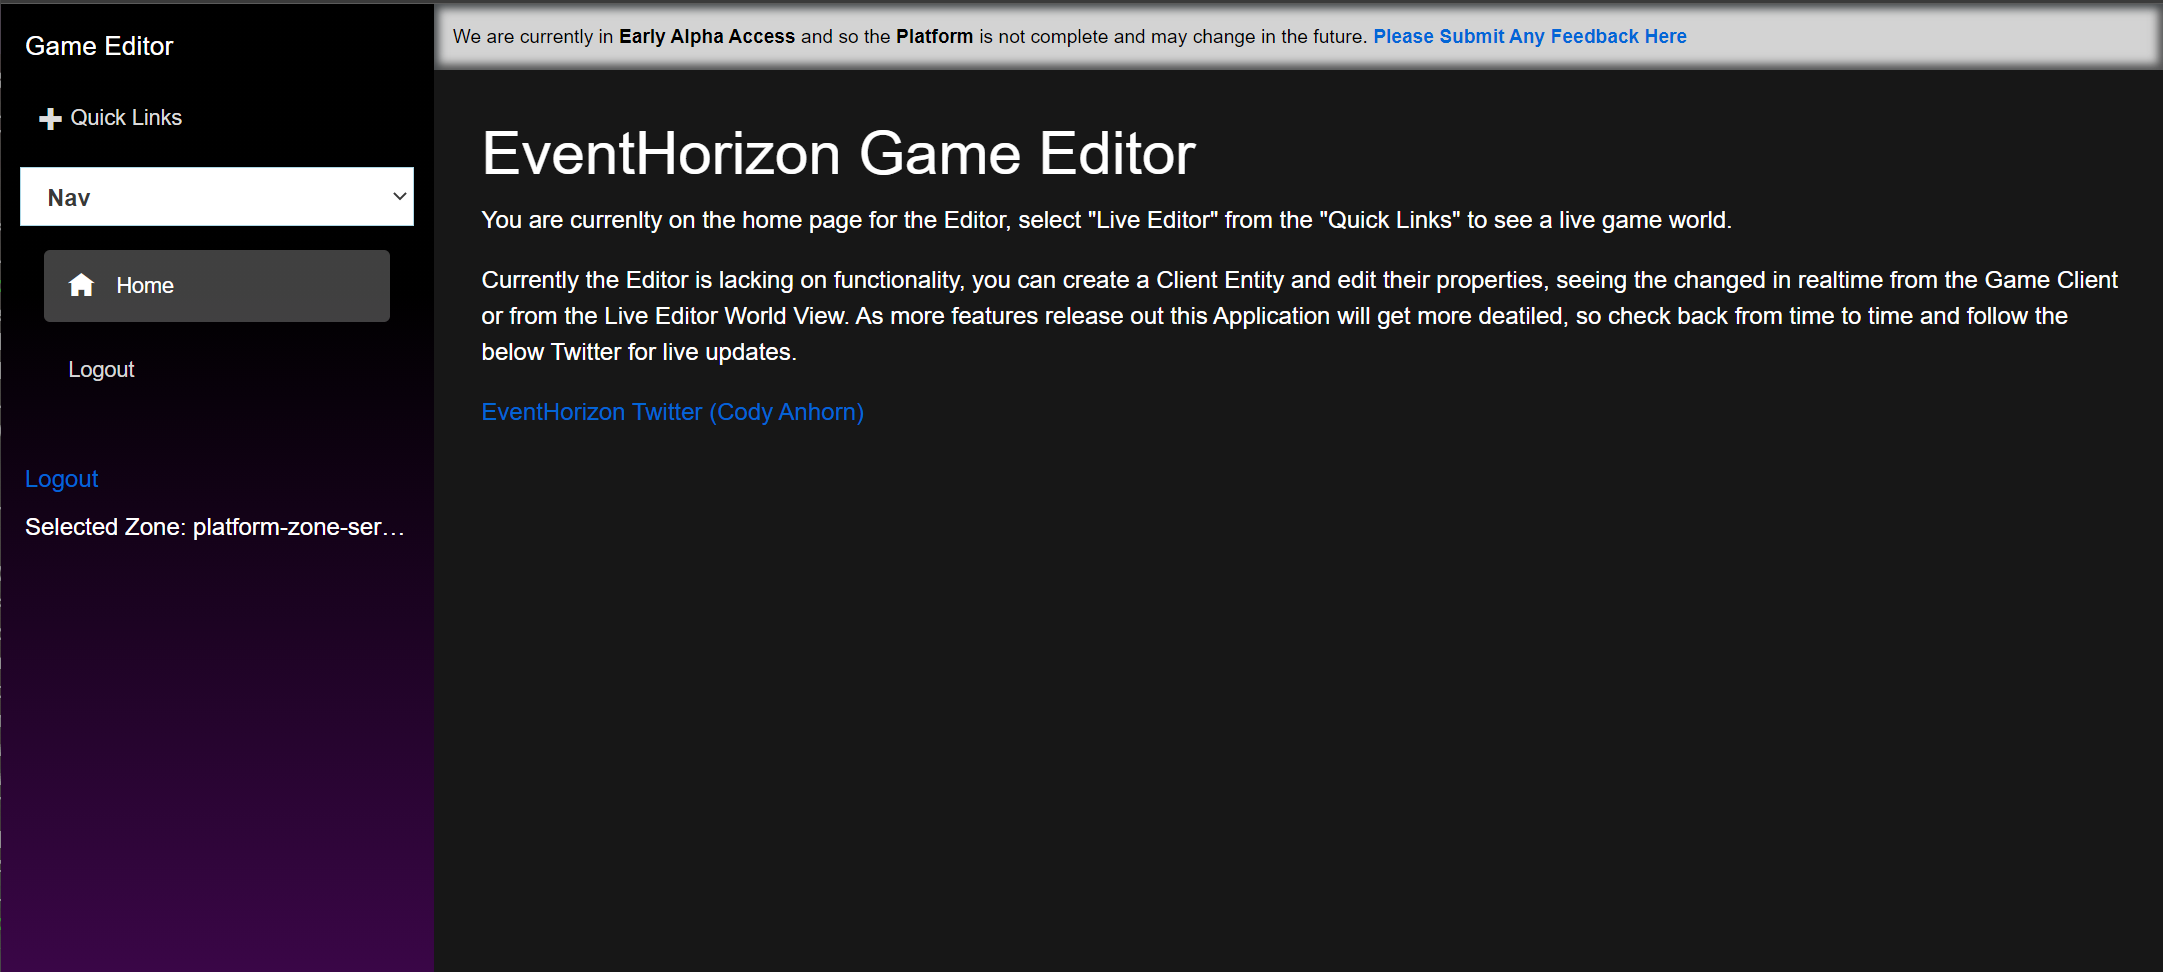 Game Editor
Quick Links
Nav
Home
Logout
Logout
Selected Zone: platform-zone-ser…
We are currently in Early Alpha Access and so the Platform is not complete and may change in the future. Please Submit Any Feedback Here
EventHorizon Game Editor
You are currenlty on the home page for the Editor, select "Live Editor" from the "Quick Links" to see a live game world.
Currently the Editor is lacking on functionality, you can create a Client Entity and edit their properties, seeing the changed in realtime from the Game Client
or from the Live Editor World View. As more features release out this Application will get more deatiled, so check back from time to time and follow the
below Twitter for live updates.
EventHorizon Twitter (Cody Anhorn)